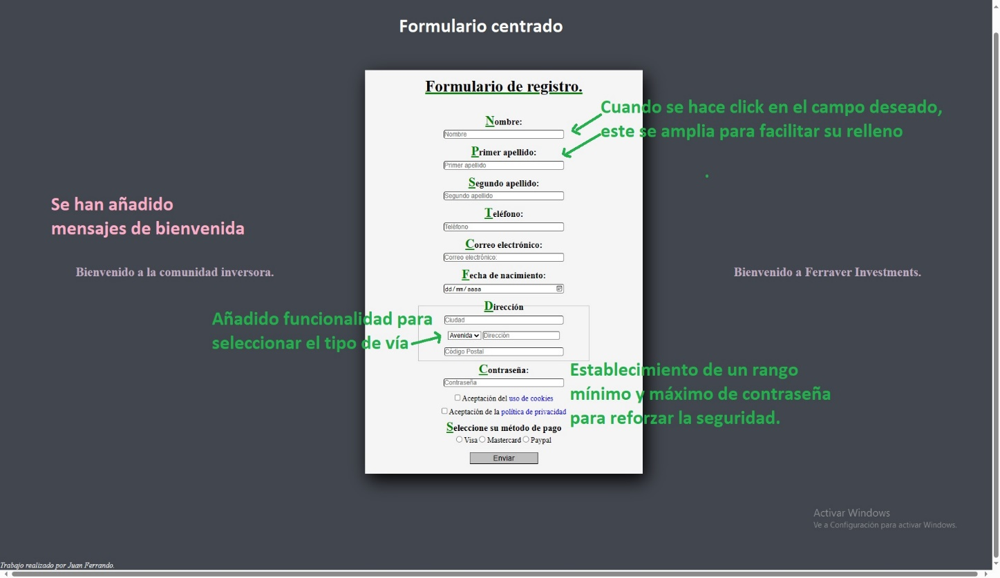 Formulario centrado
Formulario de registro.
Cuando se hace click en el campo deseado,
este se amplia para facilitar su relleno
Nombre:
Nombre
Primer apellido:
Primer apellido
Segundo apellido:
Segundo apellido
Se han añadido
mensajes de bienvenida
Teléfono:
Teléfono
Correo electrónico:
Correo electrónico:
Bienvenido a la comunidad inversora.
Bienvenido a Ferraver Investments.
Fecha de nacimiento:
dd/mm/aaaa
Dirección
Añadido funcionalidad para
seleccionar el tipo de vía
Ciudad
Avenida Dirección
Código Postal
Contraseña:
Contraseña
Establecimiento de un rango
mínimo y máximo de contraseña
para reforzar la seguridad.
Aceptación del uso de cookies
Aceptación de la política de privacidad
Seleccione su método de pago
Visa Mastercard Paypal
Enviar
Activar Windows
Ve a Configuración para activar Windows.
Trabajo realizado por Juan Ferrando.